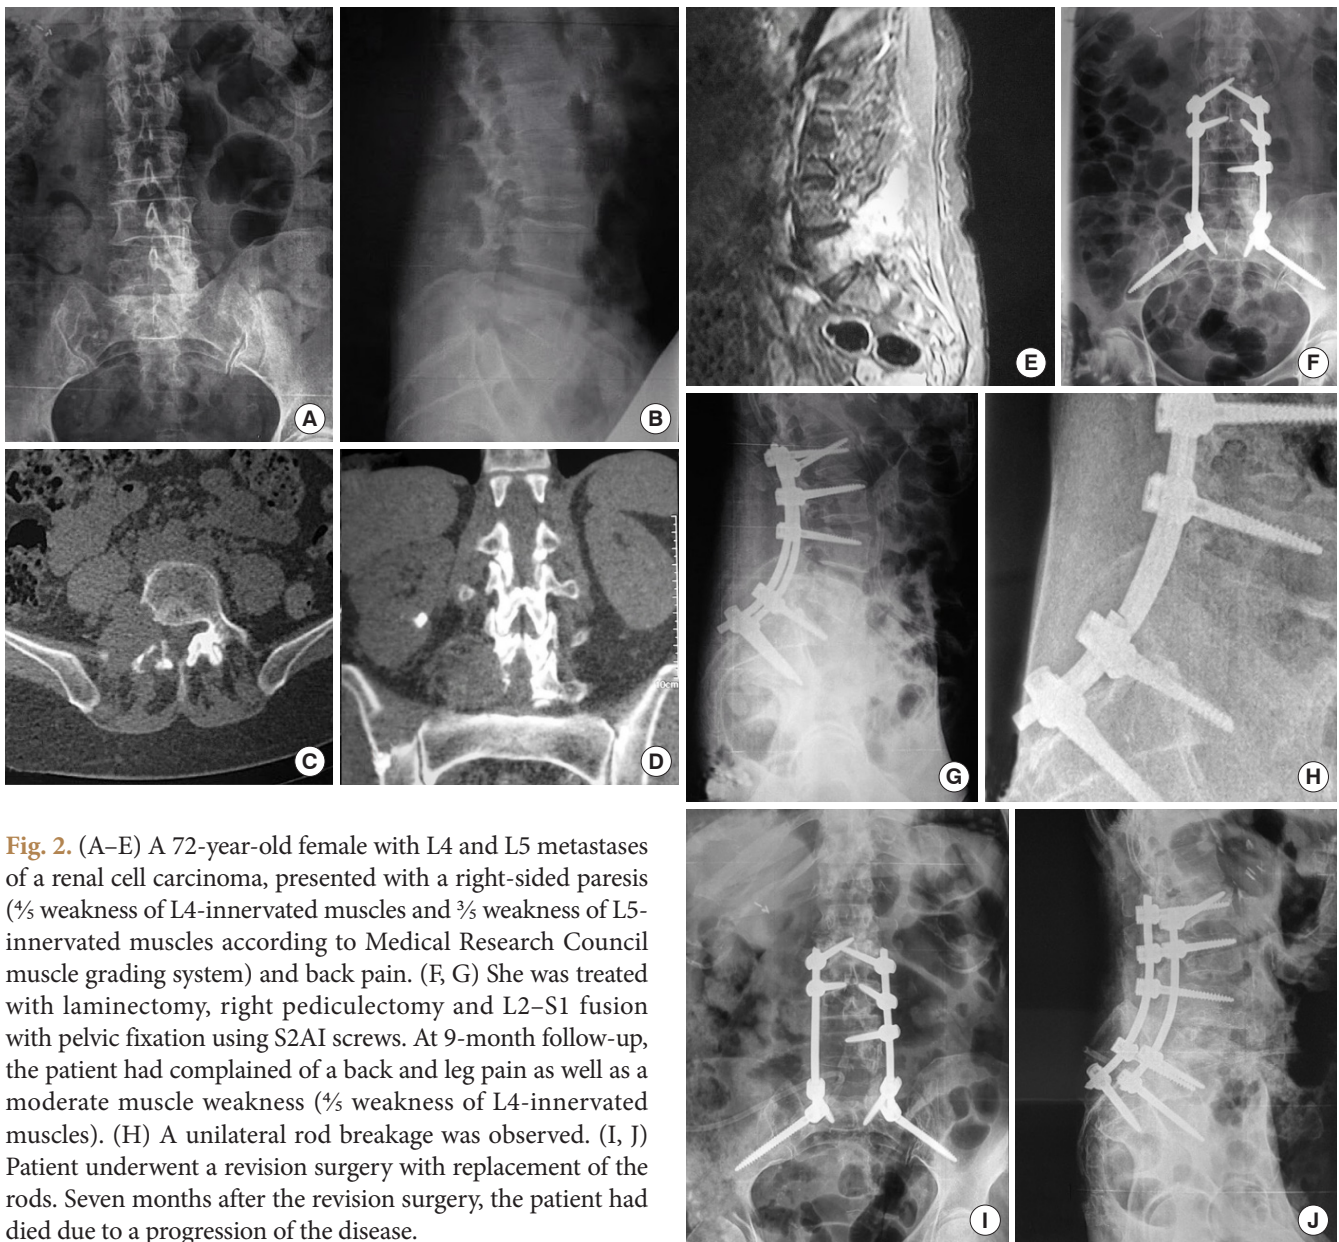 A
B
C
D
10cm
E
F
G
H
I
J
Fig. 2. (A–E) A 72-year-old female with L4 and L5 metastases
of a renal cell carcinoma, presented with a right-sided paresis
(⅘ weakness of L4-innervated muscles and ⅗ weakness of L5-
innervated muscles according to Medical Research Council
muscle grading system) and back pain. (F, G) She was treated
with laminectomy, right pediculectomy and L2–S1 fusion
with pelvic fixation using S2AI screws. At 9-month follow-up,
the patient had complained of a back and leg pain as well as a
moderate muscle weakness (⅘ weakness of L4-innervated
muscles). (H) A unilateral rod breakage was observed. (I, J)
Patient underwent a revision surgery with replacement of the
rods. Seven months after the revision surgery, the patient had
died due to a progression of the disease.